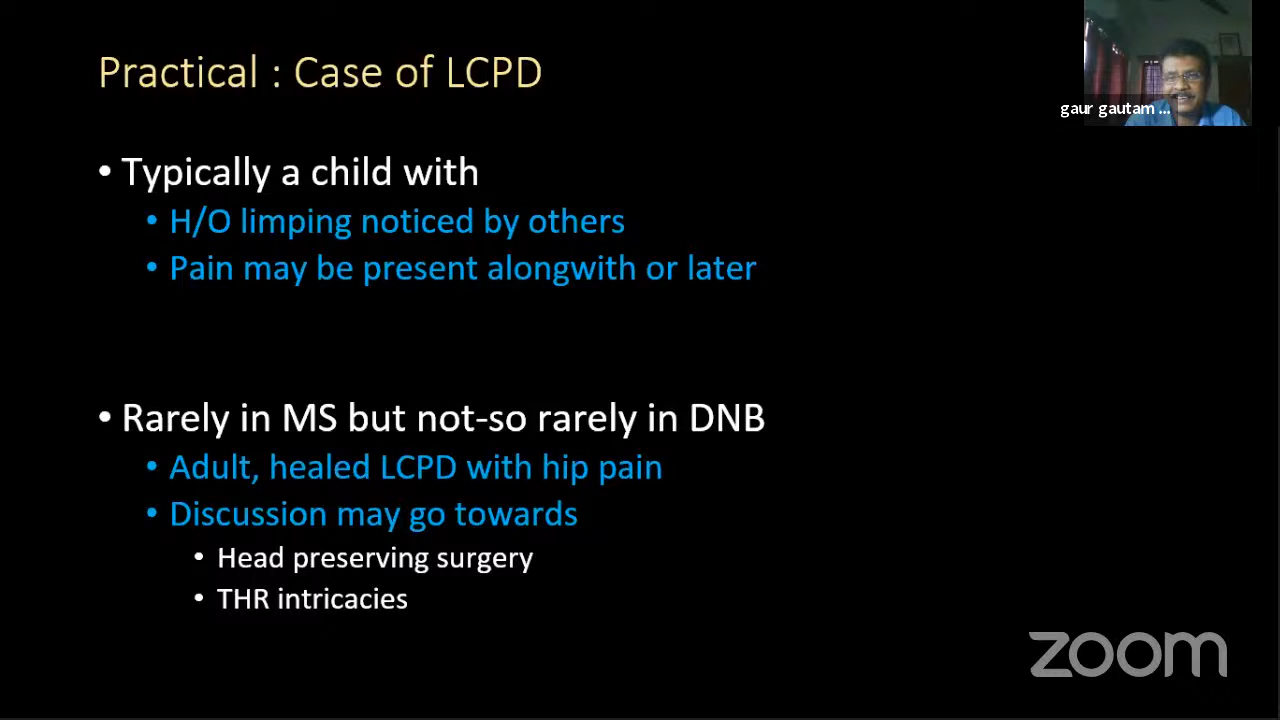 Practical : Case of LCPD
gaur gautam ...
• Typically a child with
• H/O limping noticed by others
• Pain may be present alongwith or later
• Rarely in MS but not-so rarely in DNB
• Adult, healed LCPD with hip pain
• Discussion may go towards
• Head preserving surgery
• THR intricacies
zoom